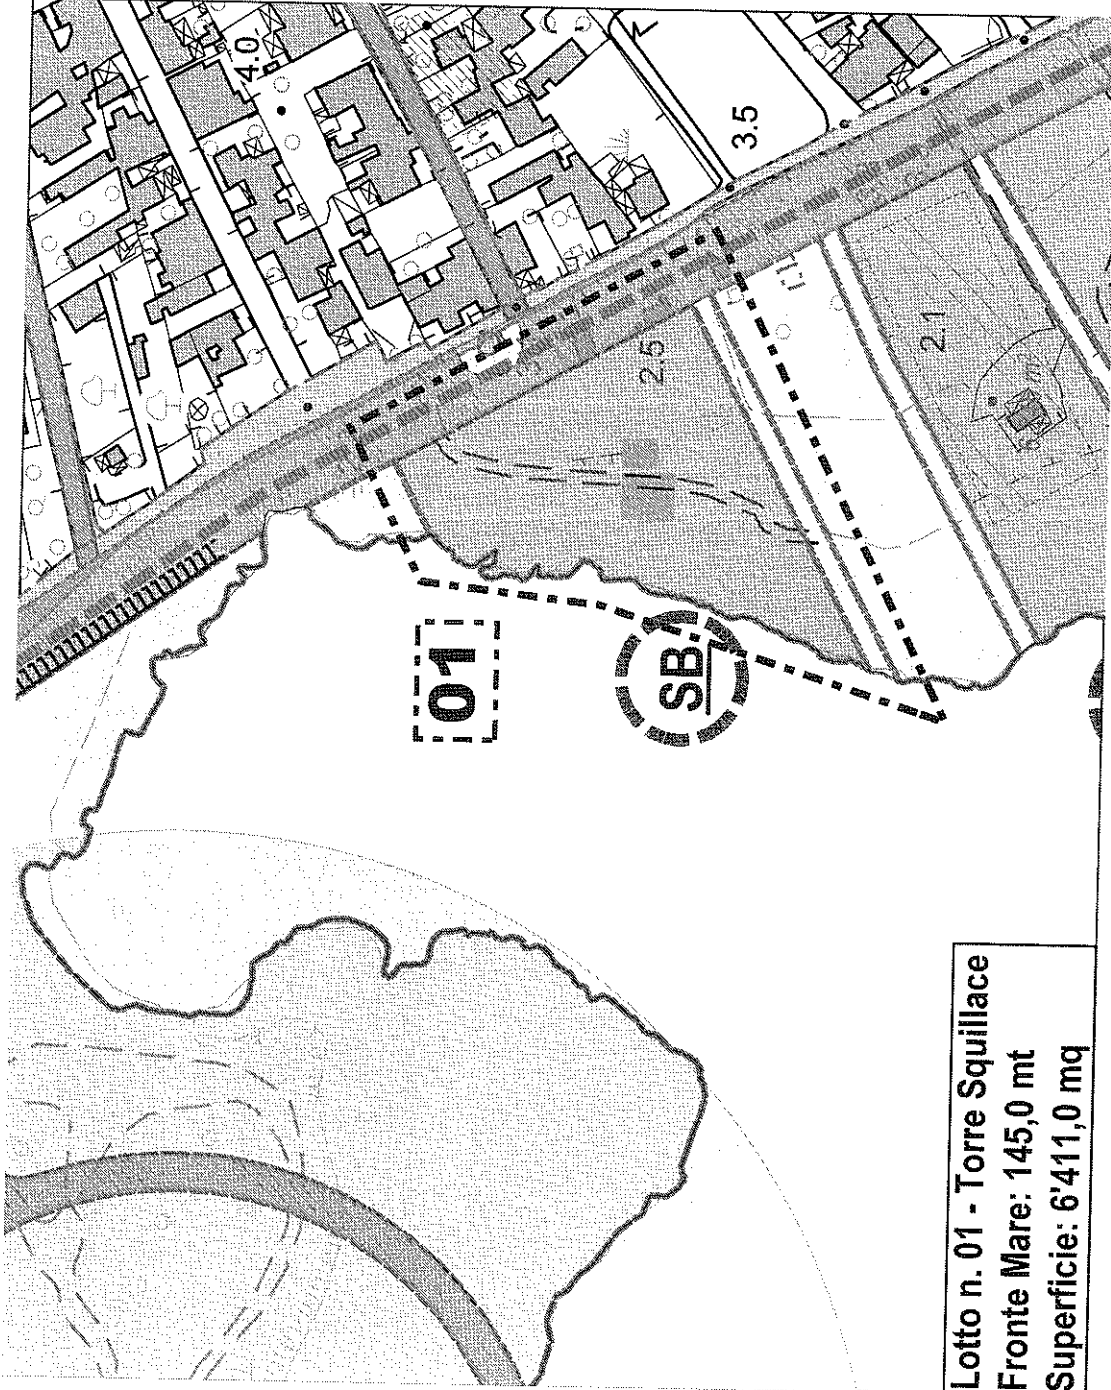 4.0
3.5
2.5
2.1
01
SB
Lotto n. 01 - Torre Squillace
Fronte Mare: 145,0 mt
Superficie: 6'411,0 mq